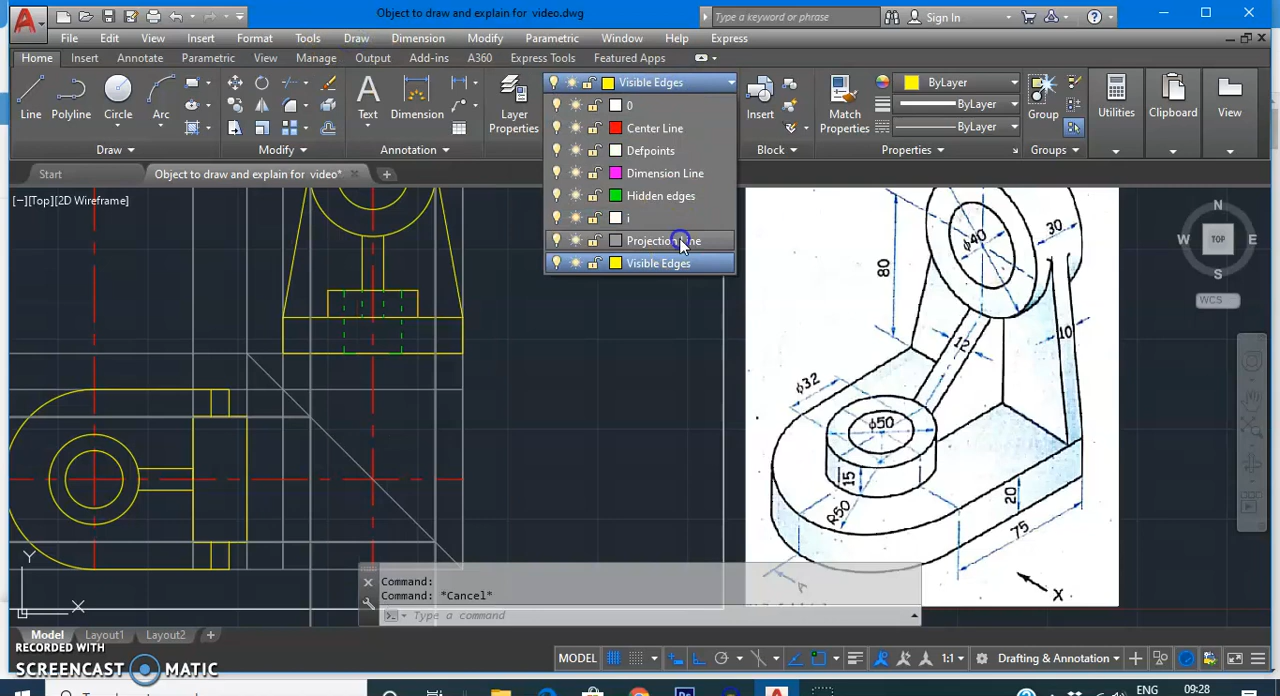 Object to draw and explain for video.dwg
Type a keyword or phrase
Sign In
File Edit View Insert Format Tools Draw Dimension Modify Parametric Window Help Express
Home Insert Annotate Parametric View Manage Output Add-ins A360 Express Tools Featured Apps
Line Polyline Circle Arc
Text Dimension
Layer Properties
Visible Edges
Insert
Match Properties
ByLayer
ByLayer
ByLayer
Group
Utilities Clipboard View
Draw Modify Annotation Block Properties Groups
0
Center Line
Defpoints
Dimension Line
Hidden edges
i
Projection Line
Visible Edges
Start Object to draw and explain for video*
[−][Top][2D Wireframe]
N
W TOP E
S
WCS
80
ϕ40
30
12
10
ϕ32
ϕ50
15
R50
20
75
X
Y
X
Command:
Command: *Cancel*
Type a command
Model Layout1 Layout2
RECORDED WITH
SCREENCAST MATIC
MODEL 1:1 Drafting & Annotation
ENG 09:28